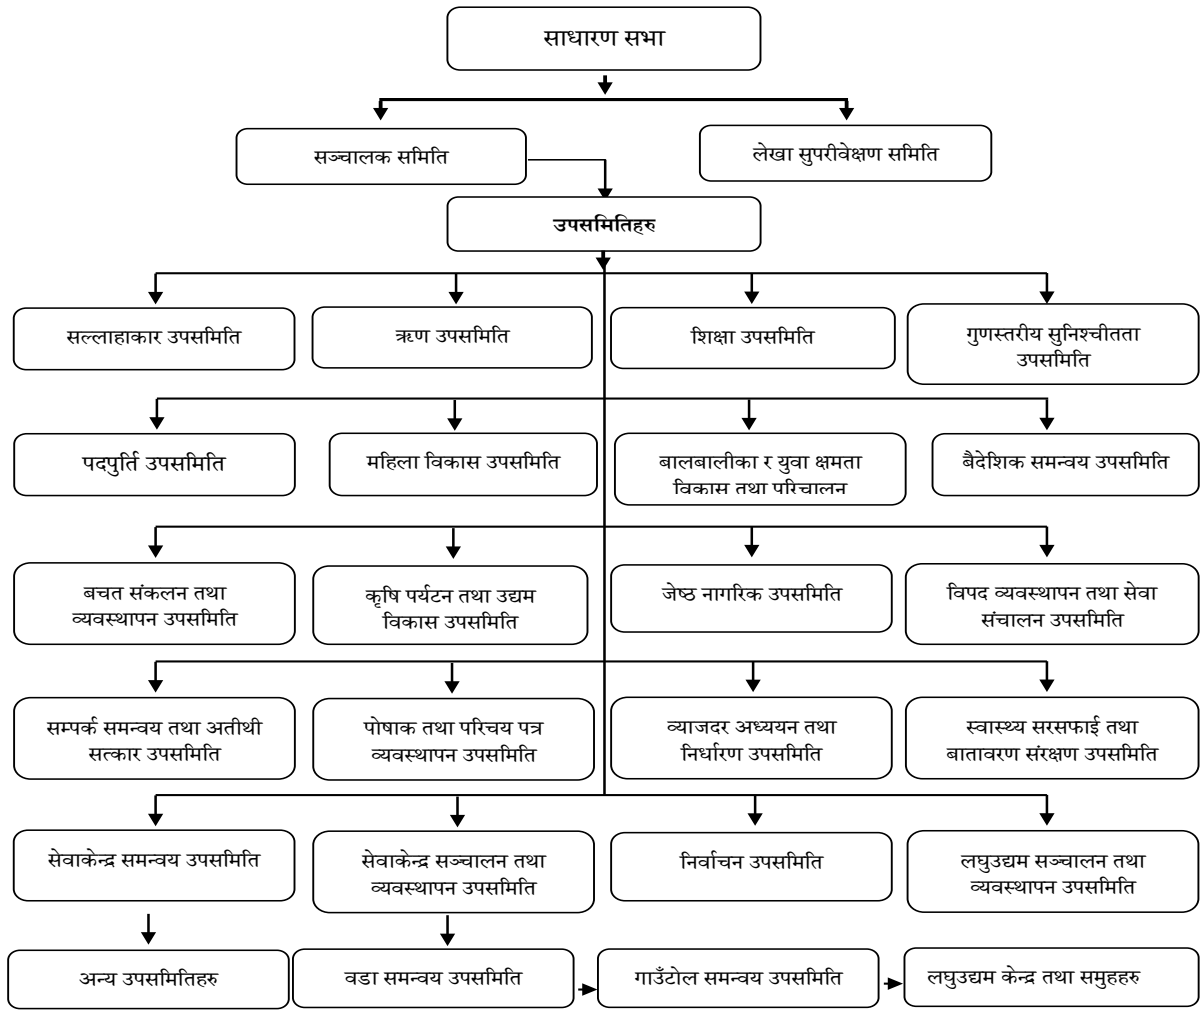 साधारण सभा
सञ्चालक समिति
लेखा सुपरीवेक्षण समिति
उपसमितिहरु
सल्लाहाकार उपसमिति
ऋण उपसमिति
शिक्षा उपसमिति
गुणस्तरीय सुनिश्चीतता
उपसमिति
पदपुर्ति उपसमिति
महिला विकास उपसमिति
बालबालीका र युवा क्षमता
विकास तथा परिचालन
बैदेशिक समन्वय उपसमिति
बचत संकलन तथा
व्यवस्थापन उपसमिति
कृषि पर्यटन तथा उद्यम
विकास उपसमिति
जेष्ठ नागरिक उपसमिति
विपद व्यवस्थापन तथा सेवा
संचालन उपसमिति
सम्पर्क समन्वय तथा अतीथी
सत्कार उपसमिति
पोषाक तथा परिचय पत्र
व्यवस्थापन उपसमिति
व्याजदर अध्ययन तथा
निर्धारण उपसमिति
स्वास्थ्य सरसफाई तथा
बातावरण संरक्षण उपसमिति
सेवाकेन्द्र समन्वय उपसमिति
सेवाकेन्द्र सञ्चालन तथा
व्यवस्थापन उपसमिति
निर्वाचन उपसमिति
लघुउद्यम सञ्चालन तथा
व्यवस्थापन उपसमिति
अन्य उपसमितिहरु
वडा समन्वय उपसमिति
गाउँटोल समन्वय उपसमिति
लघुउद्यम केन्द्र तथा समुहहरु